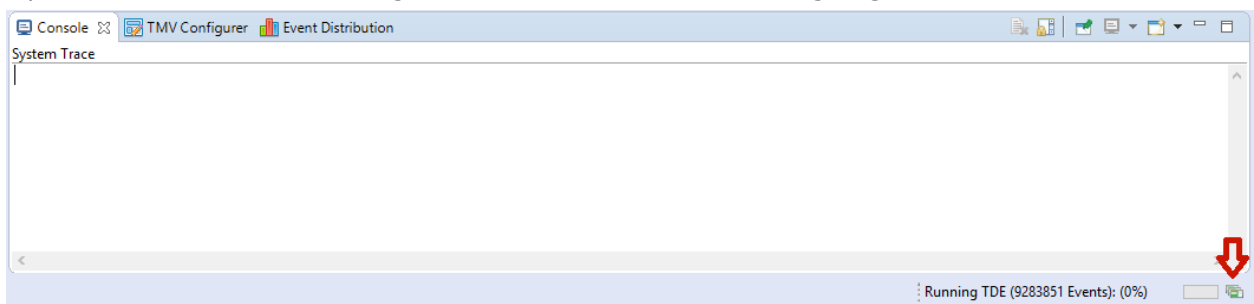 Console TMV Configurer Event Distribution
System Trace
Running TDE (9283851 Events): (0%)